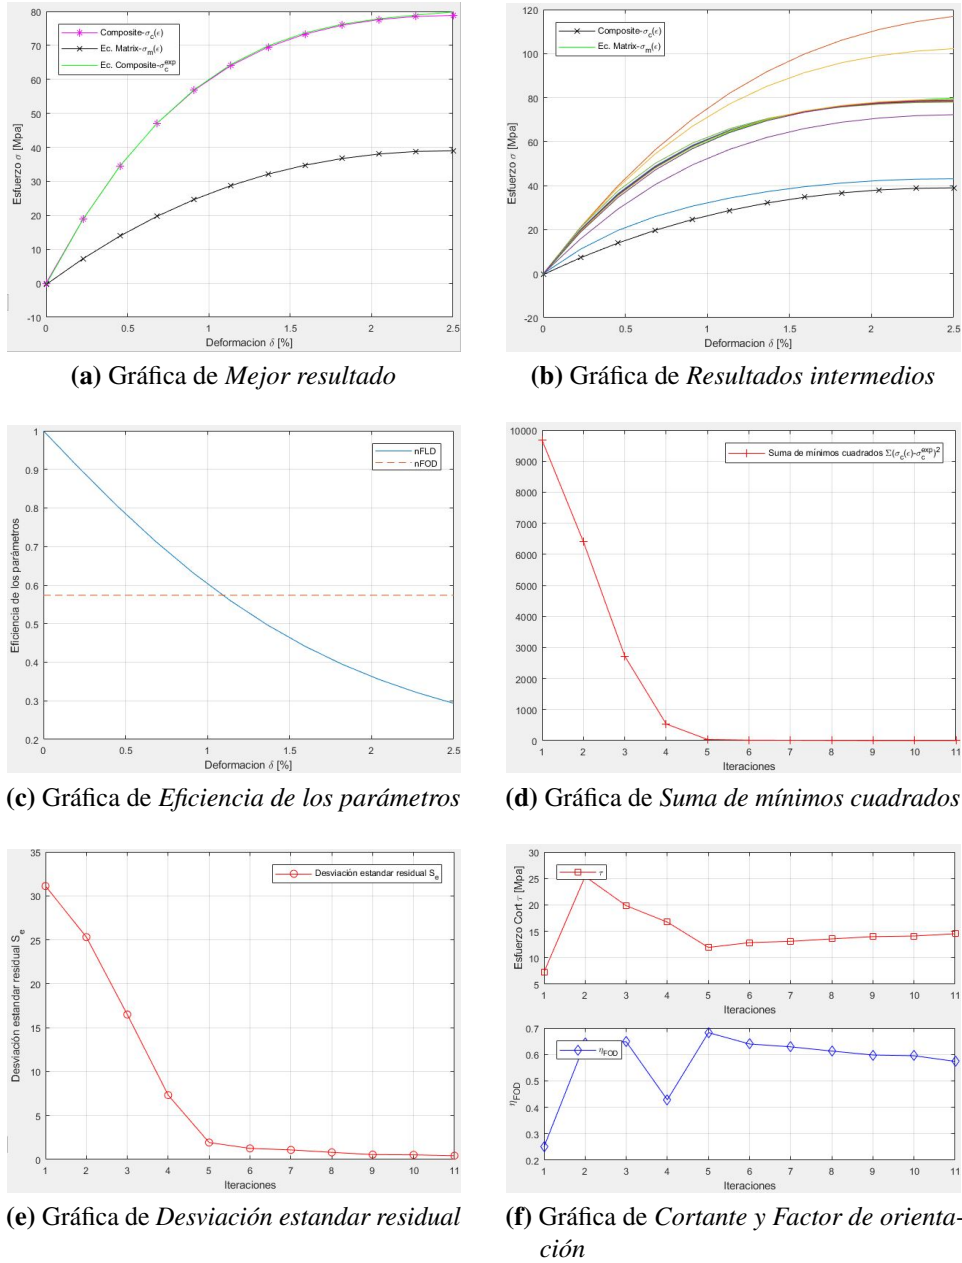 80
70
60
50
40
30
20
10
0
-10
Esfuerzo σ [Mpa]
Composite-σc(ϵ)
Ec. Matrix-σm(ϵ)
Ec. Composite-σc^exp
0 0.5 1 1.5 2 2.5
Deformacion δ [%]
120
100
80
60
40
20
0
-20
Esfuerzo σ [Mpa]
Composite-σc(ϵ)
Ec. Matrix-σm(ϵ)
0 0.5 1 1.5 2 2.5
Deformacion δ [%]
(a) Gráfica de Mejor resultado
(b) Gráfica de Resultados intermedios
1
0.9
0.8
0.7
0.6
0.5
0.4
0.3
0.2
Eficiencia de los parámetros
nFLD
nFOD
0 0.5 1 1.5 2 2.5
Deformacion δ [%]
10000
9000
8000
7000
6000
5000
4000
3000
2000
1000
0
Suma de mínimos cuadrados Σ(σc(ϵ)-σc^exp)^2
1 2 3 4 5 6 7 8 9 10 11
Iteraciones
(c) Gráfica de Eficiencia de los parámetros
(d) Gráfica de Suma de mínimos cuadrados
35
30
25
20
15
10
5
0
Desviación estandar residual Se
Desviación estandar residual Se
1 2 3 4 5 6 7 8 9 10 11
Iteraciones
30
25
20
15
10
5
Esfuerzo Cort τ [Mpa]
τ
1 2 3 4 5 6 7 8 9 10 11
Iteraciones
0.7
0.6
0.5
0.4
0.3
0.2
ηFOD
ηFOD
1 2 3 4 5 6 7 8 9 10 11
Iteraciones
(e) Gráfica de Desviación estandar residual
(f) Gráfica de Cortante y Factor de orienta-
ción